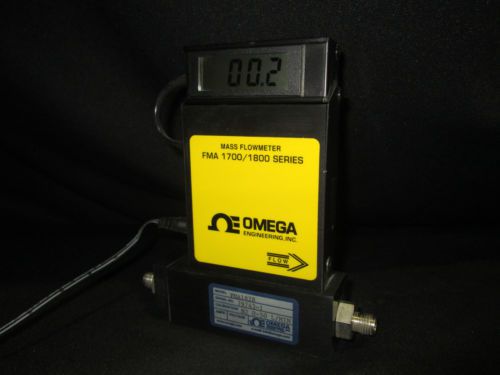 00.2
MASS FLOWMETER
FMA 1700/1800 SERIES
OMEGA
ENGINEERING, INC.
FLOW
OMEGA